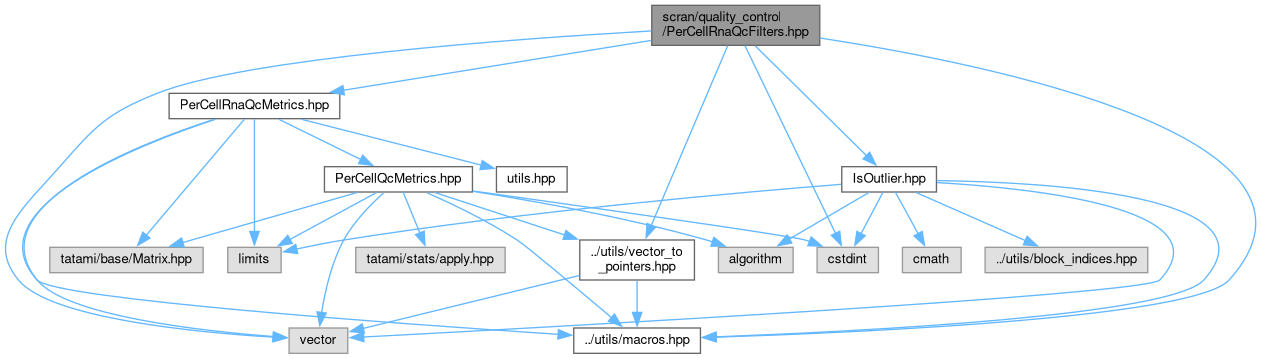 scran/quality_control
/PerCellRnaQcFilters.hpp
PerCellRnaQcMetrics.hpp
PerCellQcMetrics.hpp
utils.hpp
IsOutlier.hpp
tatami/base/Matrix.hpp
limits
tatami/stats/apply.hpp
../utils/vector_to
_pointers.hpp
algorithm
cstdint
cmath
../utils/block_indices.hpp
vector
../utils/macros.hpp